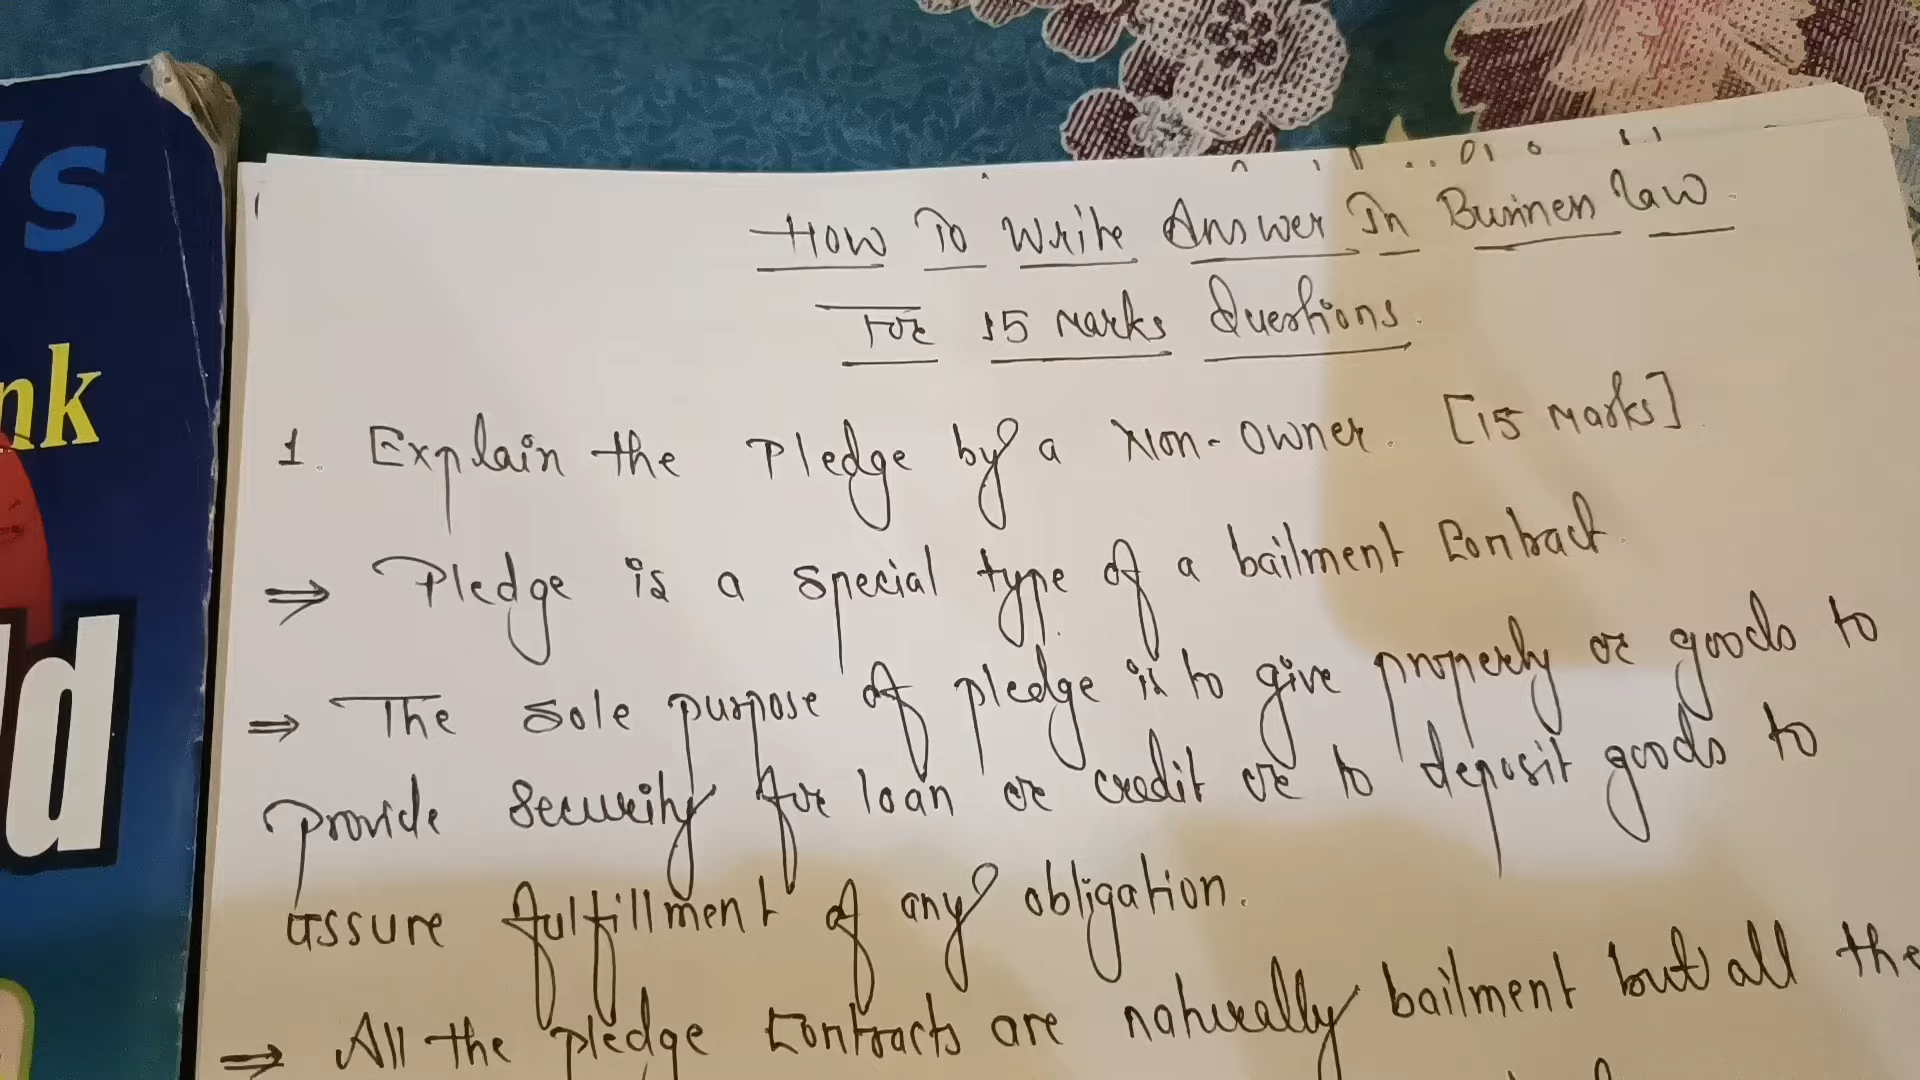 's
nk
d
How To Write Answer In Business Law.
For 15 Marks Questions.
1. Explain the Pledge by a Non-Owner. [15 Marks].
⇒ Pledge is a special type of a bailment Contract.
⇒ The sole purpose of pledge is to give property or goods to
provide security for loan or credit or to deposit goods to
assure fulfillment of any obligation.
⇒ All the pledge Contracts are naturally bailment but all the